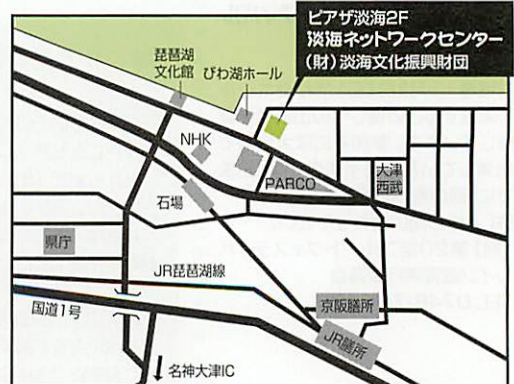 ピアザ淡海2F
淡海ネットワークセンター
(財)淡海文化振興財団
琵琶湖
文化館
びわ湖ホール
NHK
PARCO
大津
西武
石場
県庁
JR琵琶湖線
京阪膳所
国道1号
JR膳所
名神大津IC